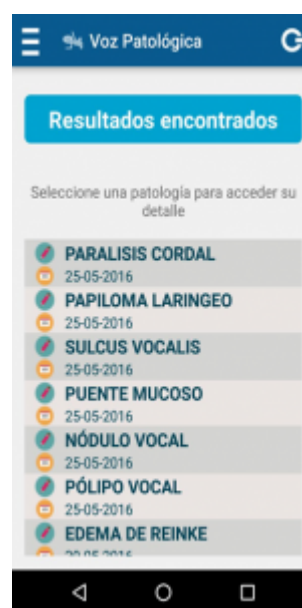 Voz Patológica
Resultados encontrados
Seleccione una patología para acceder su
detalle
PARALISIS CORDAL
25-05-2016
PAPILOMA LARINGEO
25-05-2016
SULCUS VOCALIS
25-05-2016
PUENTE MUCOSO
25-05-2016
NÓDULO VOCAL
25-05-2016
PÓLIPO VOCAL
25-05-2016
EDEMA DE REINKE